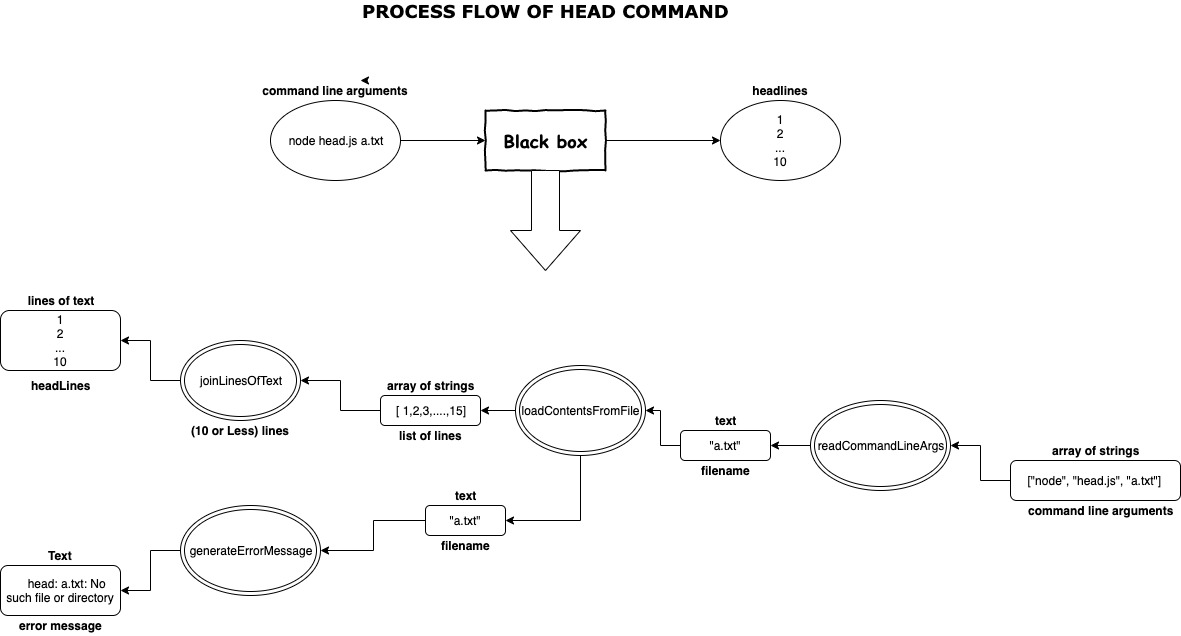 PROCESS FLOW OF HEAD COMMAND
command line arguments
headlines
node head.js a.txt
Black box
1
2
...
10
lines of text
1
2
...
10
headLines
joinLinesOfText
(10 or Less) lines
array of strings
[ 1,2,3,....,15]
list of lines
loadContentsFromFile
text
"a.txt"
filename
readCommandLineArgs
array of strings
["node", "head.js", "a.txt"]
command line arguments
text
"a.txt"
filename
generateErrorMessage
Text
head: a.txt: No
such file or directory
error message